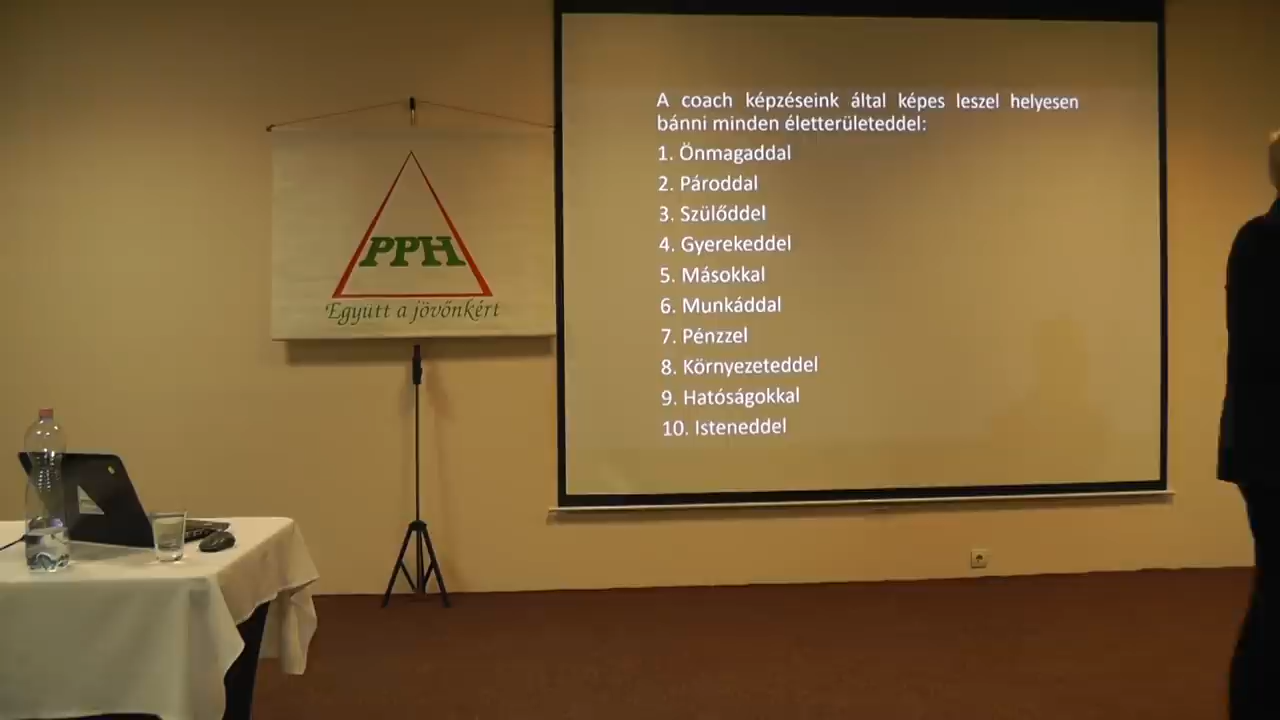 PPH
Együtt a jövőnkért
A coach képzéseink által képes leszel helyesen
bánni minden életterületeddel:
1. Önmagaddal
2. Pároddal
3. Szülőddel
4. Gyerekeddel
5. Másokkal
6. Munkáddal
7. Pénzzel
8. Környezeteddel
9. Hatóságokkal
10. Isteneddel